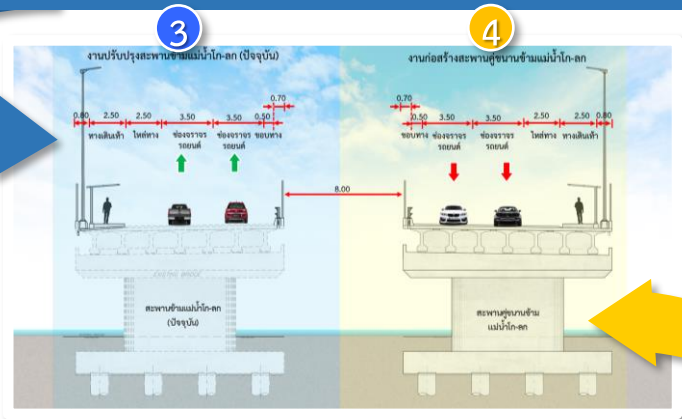 3
4
งานปรับปรุงสะพานข้ามแม่น้ำโก-ลก (ปัจจุบัน)
งานก่อสร้างสะพานคู่ขนานข้ามแม่น้ำโก-ลก
0.70
0.70
0.80 2.50 2.50 3.50 3.50 0.50
0.50 3.50 3.50 2.50 2.50 0.80
ทางเดินเท้า ไหล่ทาง ช่องจราจร ช่องจราจร ขอบทาง
รถยนต์ รถยนต์
ขอบทาง ช่องจราจร ช่องจราจร ไหล่ทาง ทางเดินเท้า
รถยนต์ รถยนต์
8.00
สะพานข้ามแม่น้ำโก-ลก
(ปัจจุบัน)
สะพานคู่ขนานข้าม
แม่น้ำโก-ลก